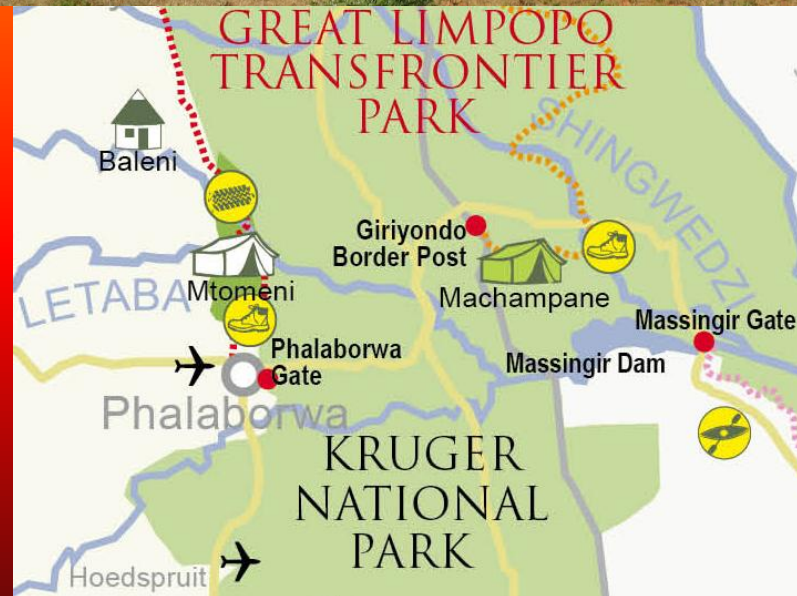 GREAT LIMPOPO
TRANSFRONTIER
PARK
SHINGWEDZI
Baleni
Giriyondo
Border Post
LETABA
Mtomeni
Machampane
Massingir Gate
Phalaborwa
Gate
Massingir Dam
Phalaborwa
KRUGER
NATIONAL
PARK
Hoedspruit